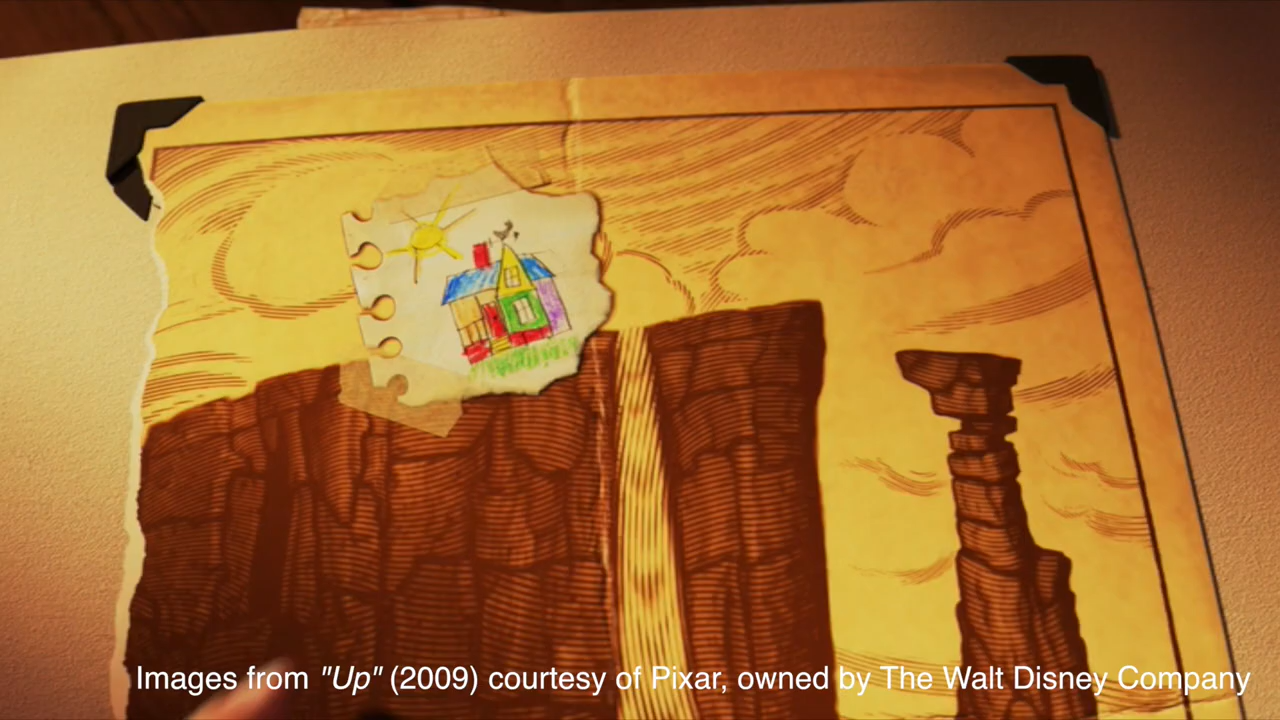 Images from "Up" (2009) courtesy of Pixar, owned by The Walt Disney Company